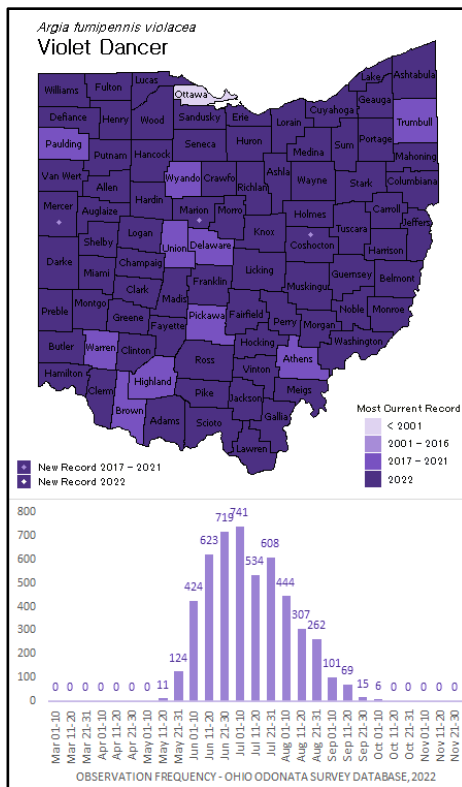 Argia fumipennis violacea
Violet Dancer
Williams Fulton Lucas Ottawa Lake Ashtabula
Defiance Henry Wood Sandusky Erie Lorain Cuyahoga Geauga Trumbull
Paulding Putnam Hancock Seneca Huron Medina Sum Portage Mahoning
Van Wert Allen Hardin Wyando Crawfo Richlan Ashla Wayne Stark Columbiana
Mercer Auglaize Marion Morro Holmes Carroll Jeffers
Shelby Logan Union Delaware Knox Coshocton Tuscara Harrison
Darke Miami Champaig Licking Guernsey Belmont
Preble Montgo Clark Madis Franklin Muskingu Noble Monroe
Greene Fayette Pickawa Fairfield Perry Morgan Washington
Butler Warren Clinton Hocking Athens
Hamilton Clerm Highland Ross Vinton Meigs
Brown Adams Pike Jackson Gallia
Scioto Lawren
Most Current Record
< 2001
2001 – 2016
2017 – 2021
2022
New Record 2017 – 2021
New Record 2022
800
700
600
500
400
300
200
100
0
0 0 0 0 0 0 0 11 124 424 623 719 741 534 608 444 307 262 101 69 15 6 0 0 0 0 0
Mar 01-10
Mar 11-20
Mar 21-31
Apr 01-10
Apr 11-20
Apr 21-30
May 01-10
May 11-20
May 21-31
Jun 01-10
Jun 11-20
Jun 21-30
Jul 01-10
Jul 11-20
Jul 21-31
Aug 01-10
Aug 11-20
Aug 21-31
Sep 01-10
Sep 11-20
Sep 21-30
Oct 01-10
Oct 11-20
Oct 21-31
Nov 01-10
Nov 11-20
Nov 21-30
OBSERVATION FREQUENCY - OHIO ODONATA SURVEY DATABASE, 2022